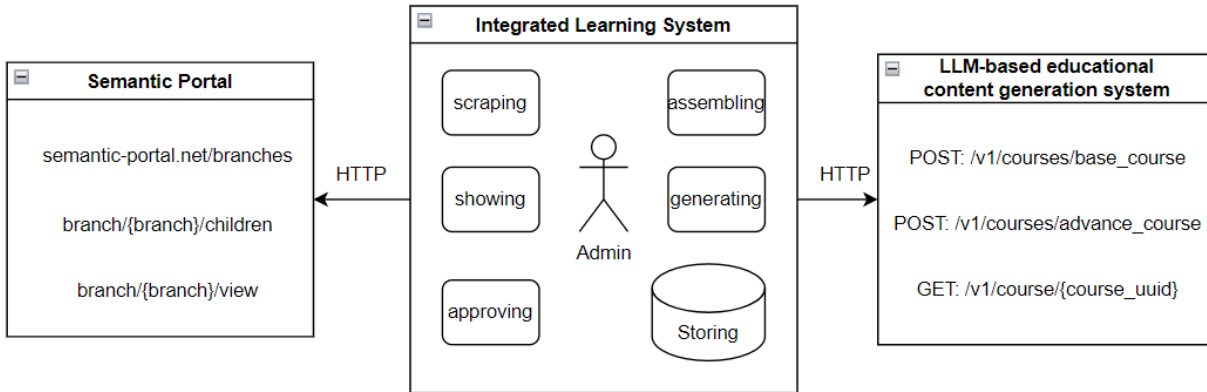 Semantic Portal
semantic-portal.net/branches
branch/{branch}/children
branch/{branch}/view
HTTP
Integrated Learning System
scraping
assembling
showing
generating
Admin
approving
Storing
HTTP
LLM-based educational
content generation system
POST: /v1/courses/base_course
POST: /v1/courses/advance_course
GET: /v1/course/{course_uuid}